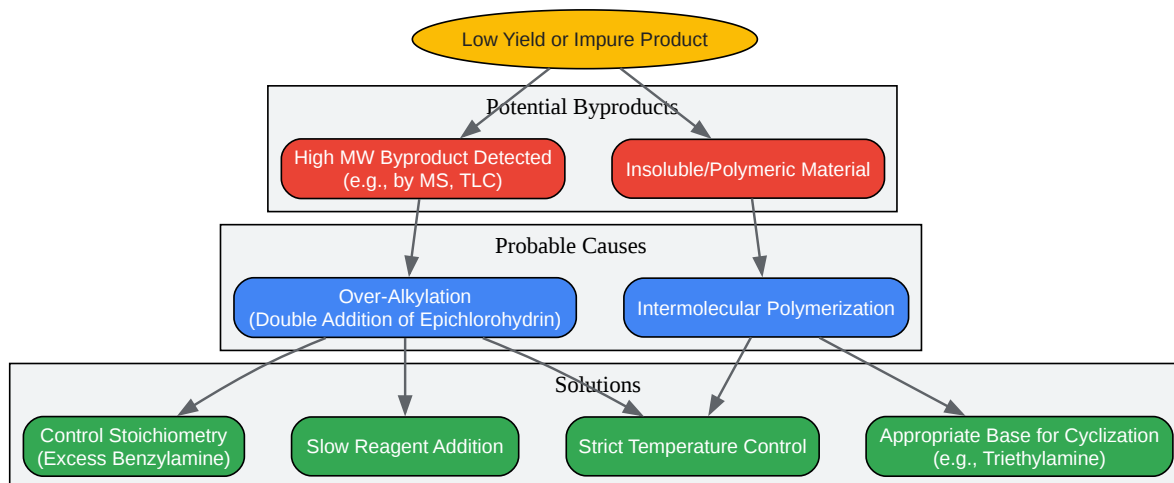 Low Yield or Impure Product
Potential Byproducts
High MW Byproduct Detected
(e.g., by MS, TLC)
Insoluble/Polymeric Material
Probable Causes
Over-Alkylation
(Double Addition of Epichlorohydrin)
Intermolecular Polymerization
Solutions
Control Stoichiometry
(Excess Benzylamine)
Slow Reagent Addition
Strict Temperature Control
Appropriate Base for Cyclization
(e.g., Triethylamine)